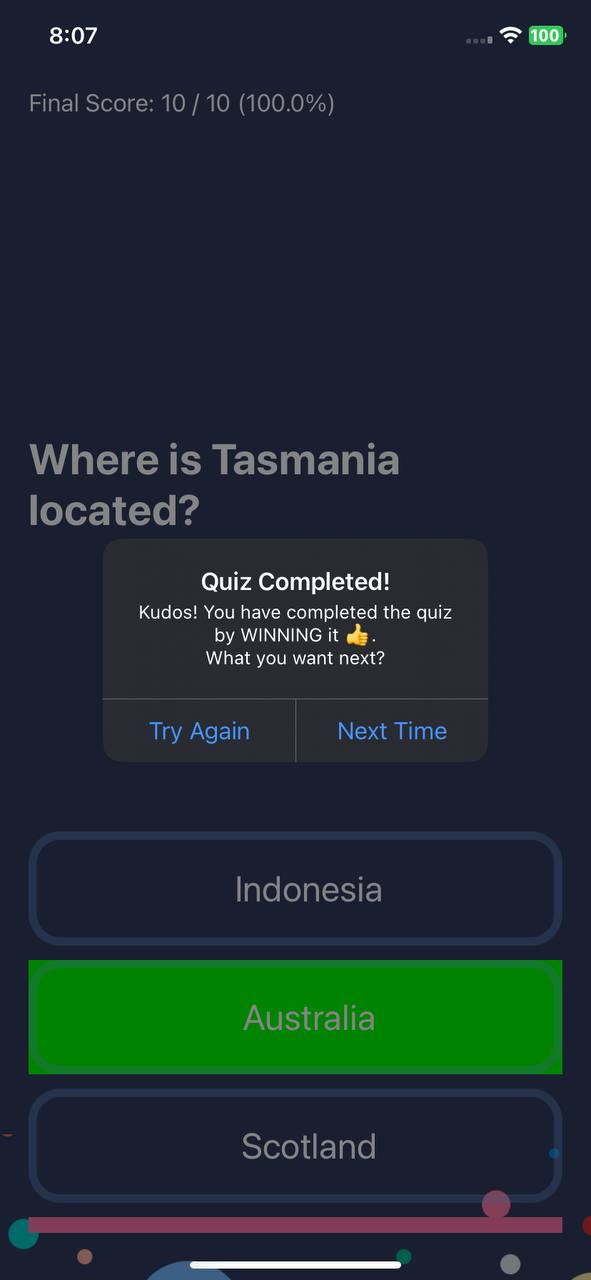 8:07
100
Final Score: 10 / 10 (100.0%)
Where is Tasmania
located?
Quiz Completed!
Kudos! You have completed the quiz
by WINNING it 👍.
What you want next?
Try Again
Next Time
Indonesia
Australia
Scotland